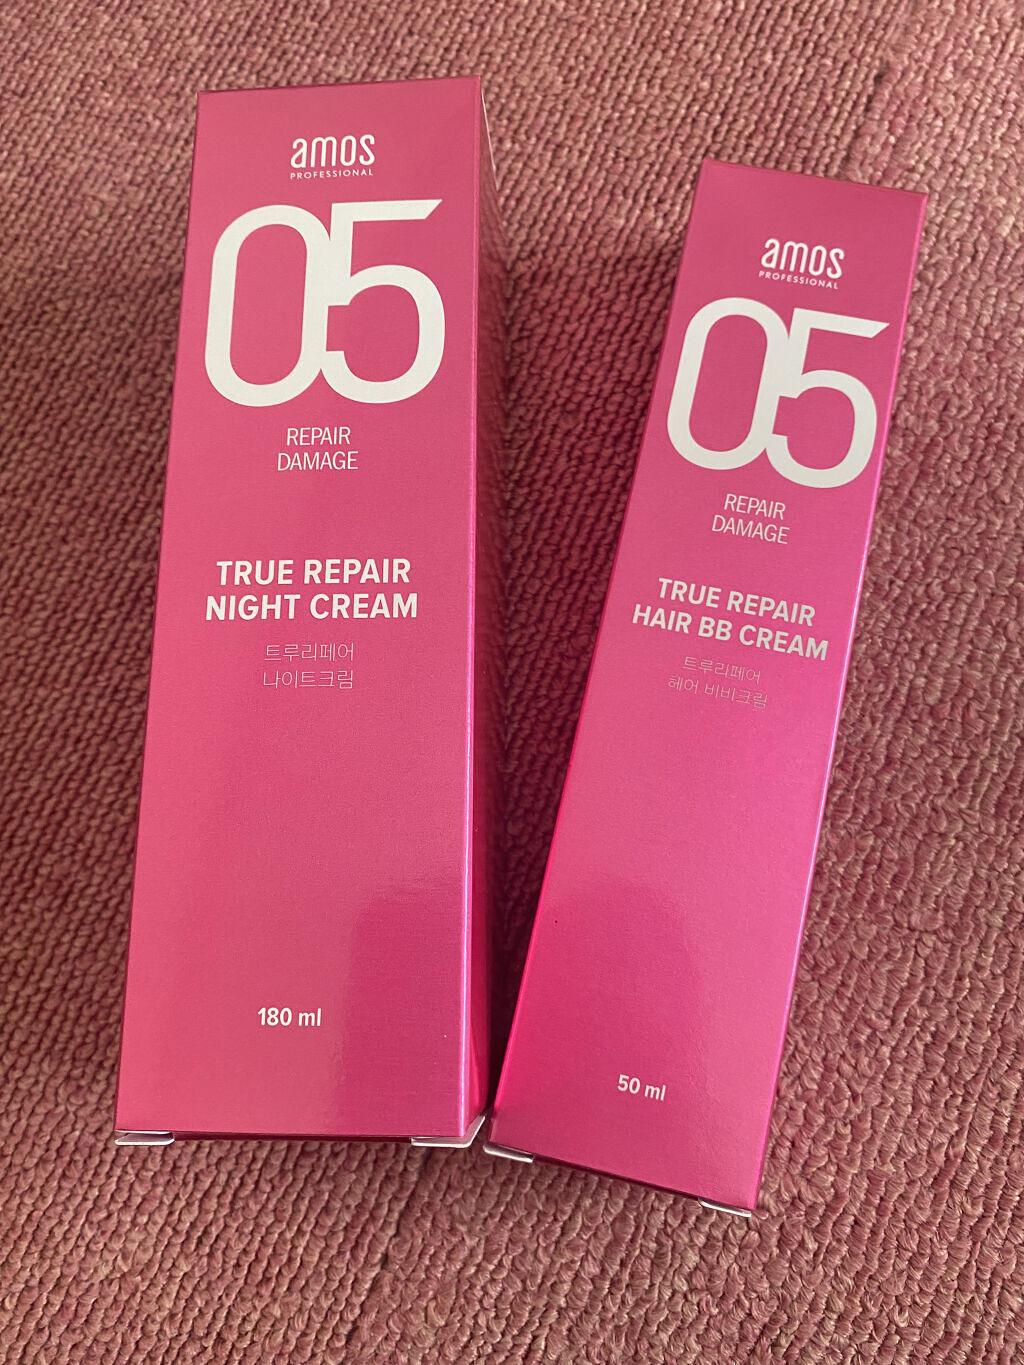 amos
PROFESSIONAL
05
REPAIR
DAMAGE
TRUE REPAIR
NIGHT CREAM
트루리페어
나이트크림
180 ml
amos
PROFESSIONAL
05
REPAIR
DAMAGE
TRUE REPAIR
HAIR BB CREAM
트루리페어
헤어 비비크림
50 ml